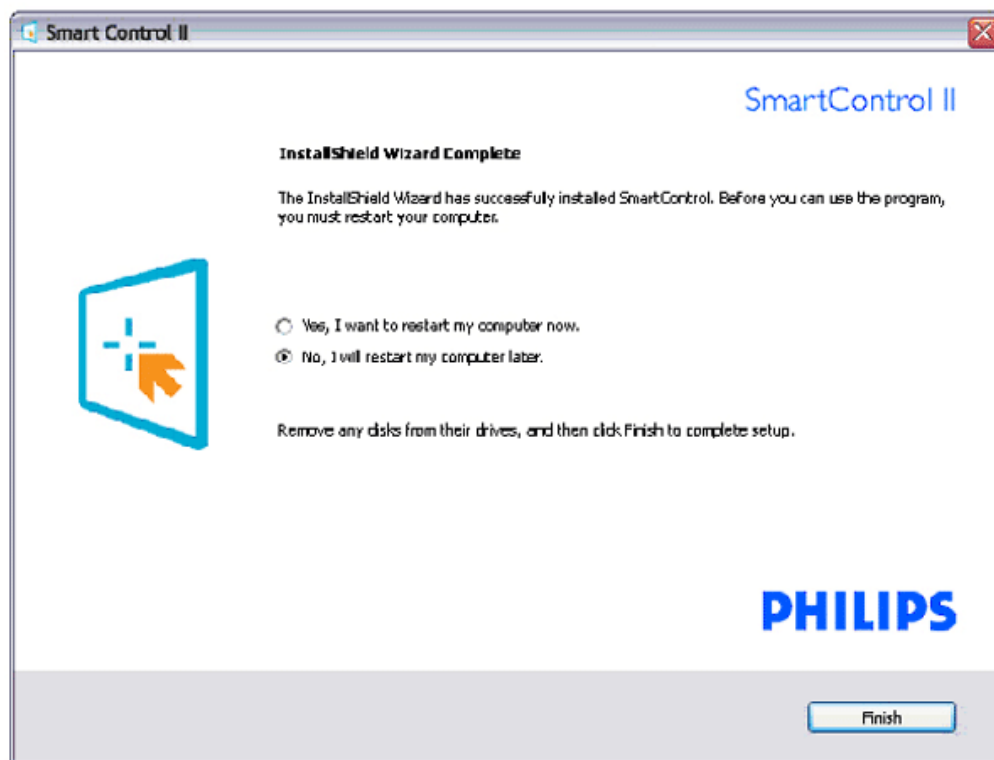 Smart Control II
SmartControl II
InstallShield Wizard Complete
The InstallShield Wizard has successfully installed SmartControl. Before you can use the program,
you must restart your computer.
Yes, I want to restart my computer now.
No, I will restart my computer later.
Remove any disks from their drives, and then click Finish to complete setup.
PHILIPS
Finish